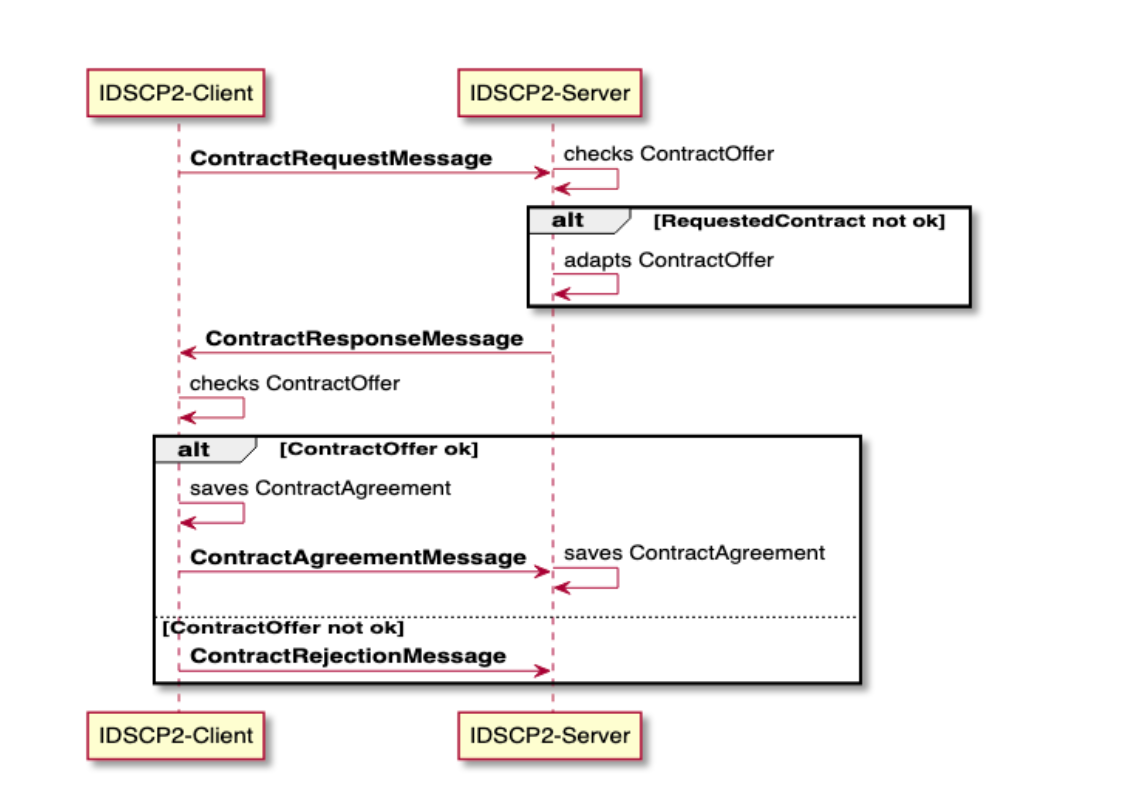 IDSCP2-Client
IDSCP2-Server
ContractRequestMessage
checks ContractOffer
alt
[RequestedContract not ok]
adapts ContractOffer
ContractResponseMessage
checks ContractOffer
alt
[ContractOffer ok]
saves ContractAgreement
ContractAgreementMessage
saves ContractAgreement
[ContractOffer not ok]
ContractRejectionMessage
IDSCP2-Client
IDSCP2-Server